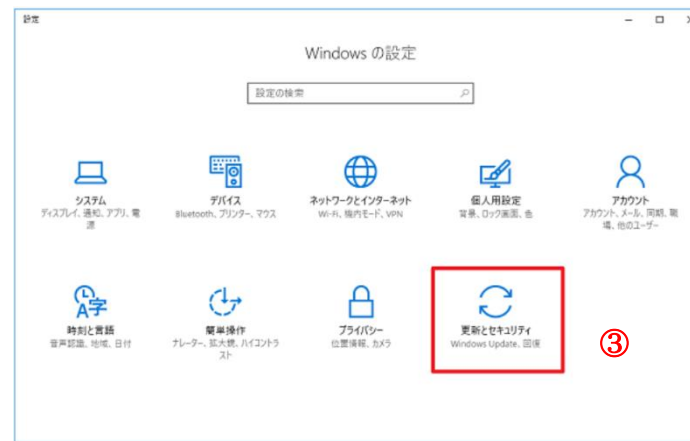 設定
Windows の設定
設定の検索
システム
ディスプレイ、通知、アプリ、電
源
デバイス
Bluetooth、プリンター、マウス
ネットワークとインターネット
Wi-Fi、機内モード、VPN
個人用設定
背景、ロック画面、色
アカウント
アカウント、メール、同期、職
場、他のユーザー
A字
時刻と言語
音声認識、地域、日付
簡単操作
ナレーター、拡大鏡、ハイコントラ
スト
プライバシー
位置情報、カメラ
更新とセキュリティ
Windows Update、回復
③